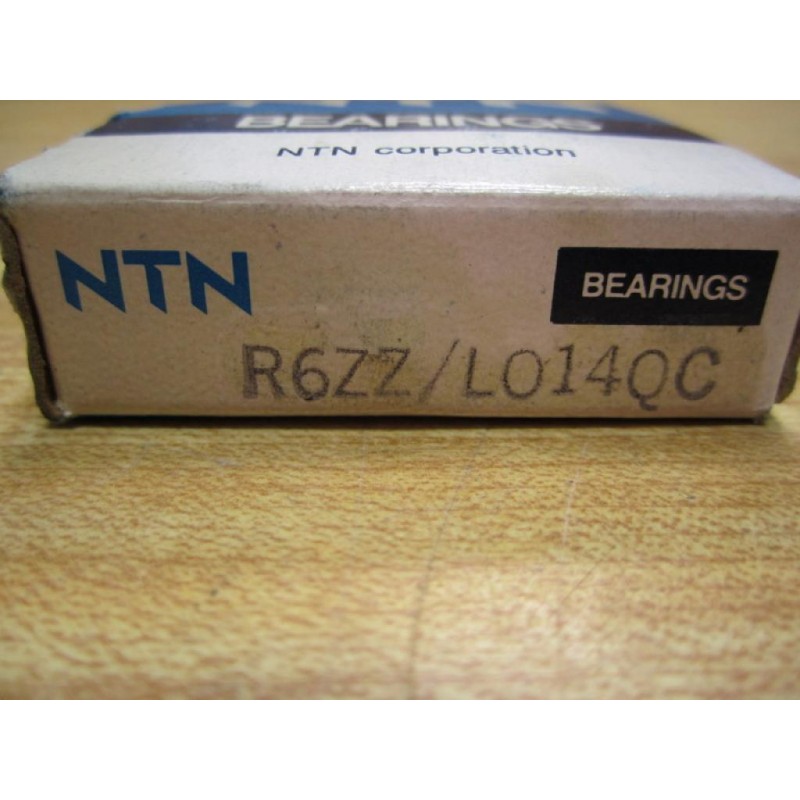 BEARINGS
NTN corporation
NTN BEARINGS
R6ZZ/L014QC